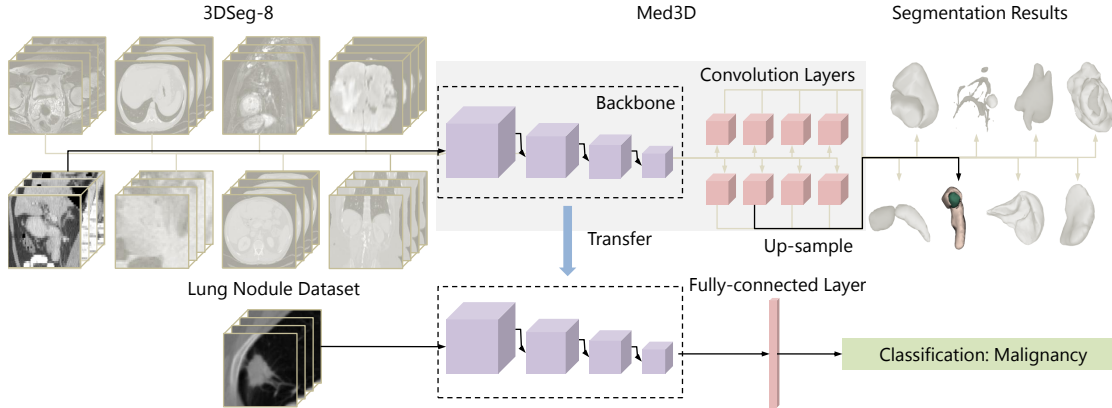 3DSeg-8
Med3D
Segmentation Results
Convolution Layers
Backbone
Transfer
Up-sample
Lung Nodule Dataset
Fully-connected Layer
Classification: Malignancy